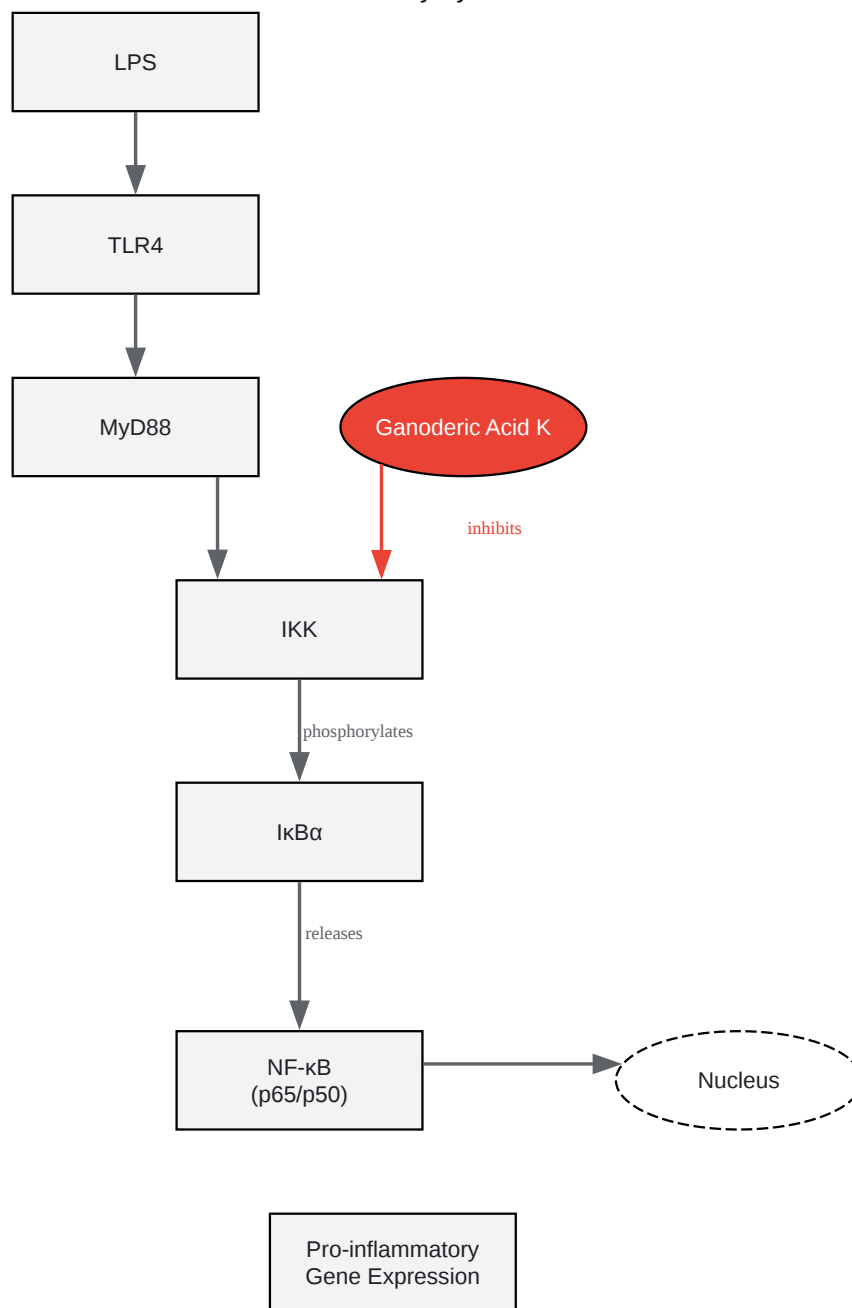 LPS
TLR4
MyD88
Ganoderic Acid K
inhibits
IKK
phosphorylates
IκBα
releases
NF-κB
(p65/p50)
Nucleus
Pro-inflammatory
Gene Expression